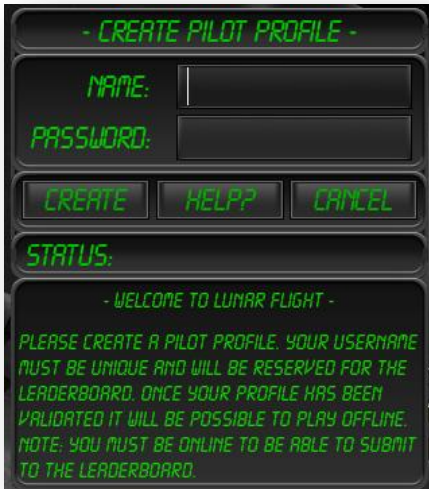 - CREATE PILOT PROFILE -
NAME:
PASSWORD:
CREATE HELP? CANCEL
STATUS:
- WELCOME TO LUNAR FLIGHT -
PLEASE CREATE A PILOT PROFILE. YOUR USERNAME
MUST BE UNIQUE AND WILL BE RESERVED FOR THE
LEADERBOARD. ONCE YOUR PROFILE HAS BEEN
VALIDATED IT WILL BE POSSIBLE TO PLAY OFFLINE.
NOTE: YOU MUST BE ONLINE TO BE ABLE TO SUBMIT
TO THE LEADERBOARD.